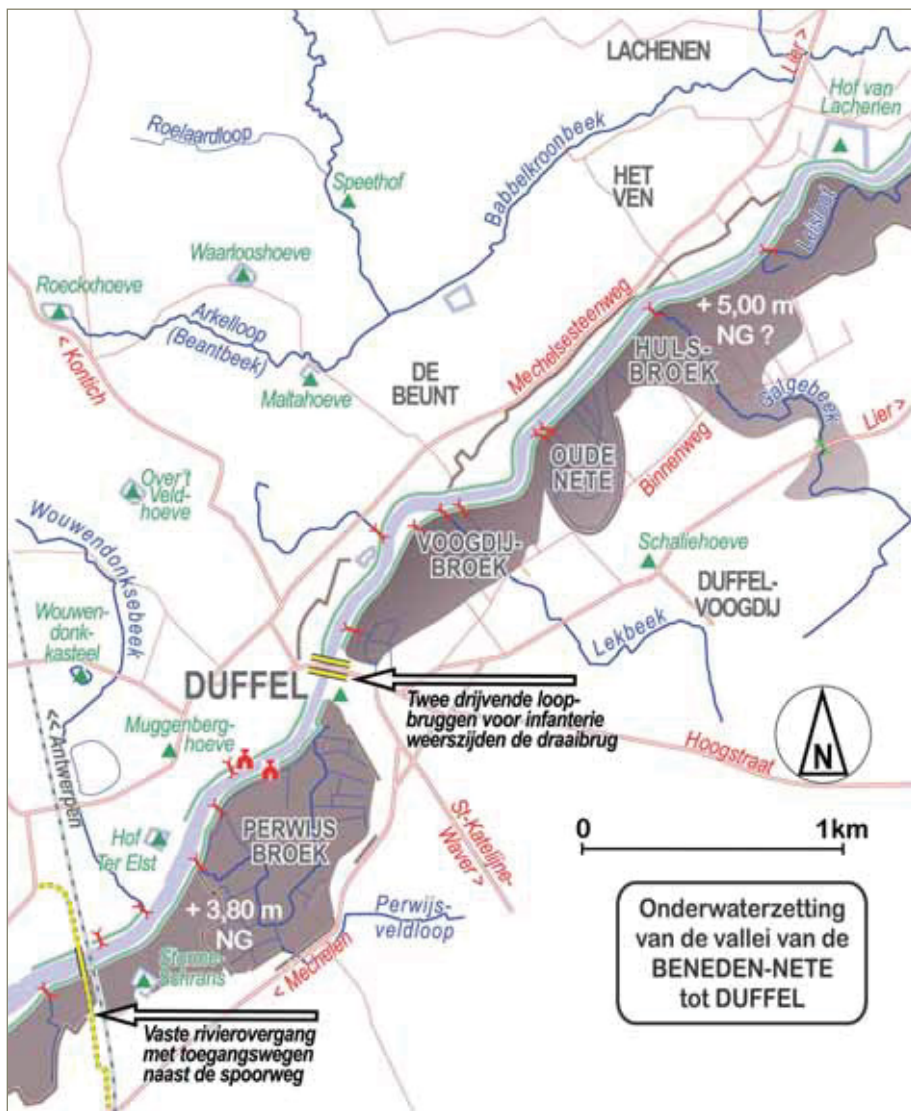 LACHENEN
Lier >
Hof van
Lachenen
Roelaardloop
Babbelkroonbeek
HET
VEN
Speethof
Leisloot
Waarlooshoeve
Roeckxhoeve
Arkelloop
(Beantbeek)
+ 5,00 m
NG ?
< Kontich
Mechelsesteenweg
HULS-
BROEK
DE
BEUNT
Maltahoeve
Galgebeek
Lier >
OUDE
NETE
Binnenweg
Over't
Veld-
hoeve
Wouwendonksebeek
VOOGDIJ-
BROEK
Schaliehoeve
DUFFEL-
VOOGDIJ
Wouwen-
donk-
kasteel
Lekbeek
DUFFEL
Twee drijvende loop-
bruggen voor infanterie
weerszijden de draaibrug
<< Antwerpen
Muggenberg-
hoeve
Hoogstraat
N
St-Katelijne-
Waver >
PERWIJS
BROEK
0 1km
Hof
Ter Elst
+ 3,80 m
NG
Perwijs-
veldloop
Onderwaterzetting
van de vallei van de
BENEDEN-NETE
tot DUFFEL
< Mechelen
Schrans
Vaste rivierovergang
met toegangswegen
naast de spoorweg